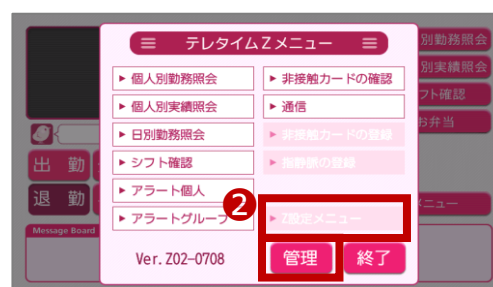 テレタイムZメニュー
別勤務照会
個人別勤務照会
非接触カードの確認
別実績照会
個人別実績照会
通信
フト確認
日別勤務照会
非接触カードの登録
お弁当
シフト確認
指静脈の登録
出 勤
アラート個人
退 勤
アラートグループ
❷
Z設定メニュー
ニュー
Message Board
Ver. Z02-0708
管理
終了